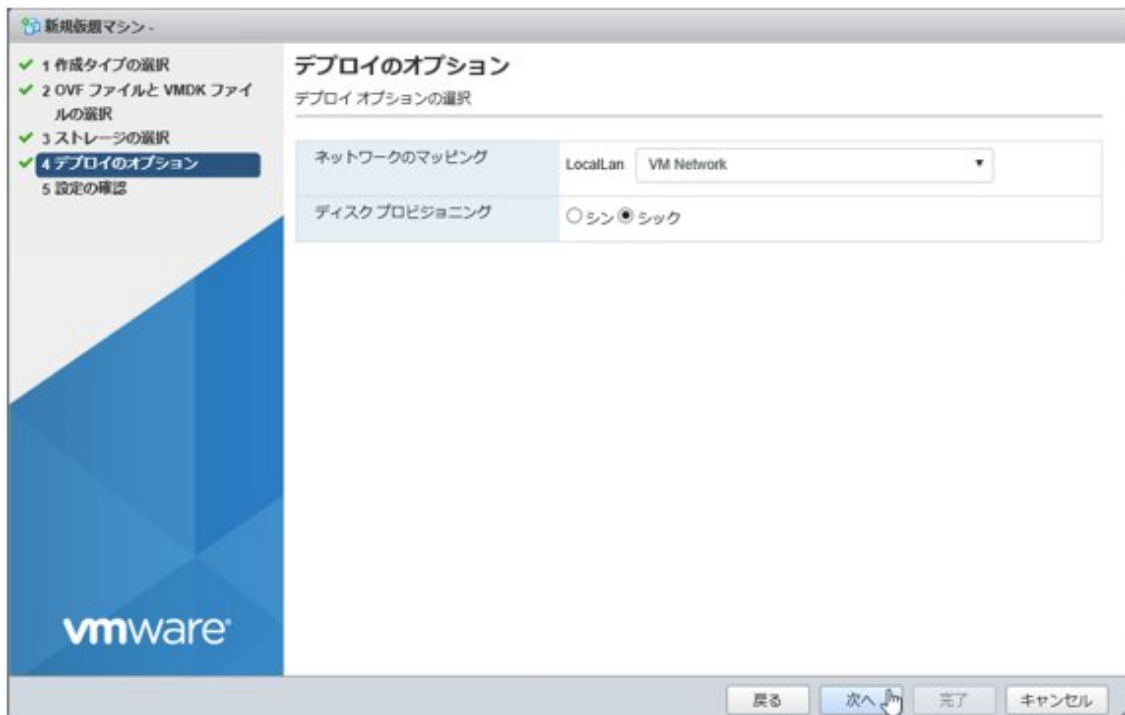 新規仮想マシン -
1 作成タイプの選択
2 OVF ファイルと VMDK ファイ
ルの選択
3 ストレージの選択
4 デプロイのオプション
5 設定の確認
デプロイのオプション
デプロイ オプションの選択
ネットワークのマッピング
LocalLan VM Network
ディスク プロビジョニング
シン シック
vmware®
戻る 次へ 完了 キャンセル